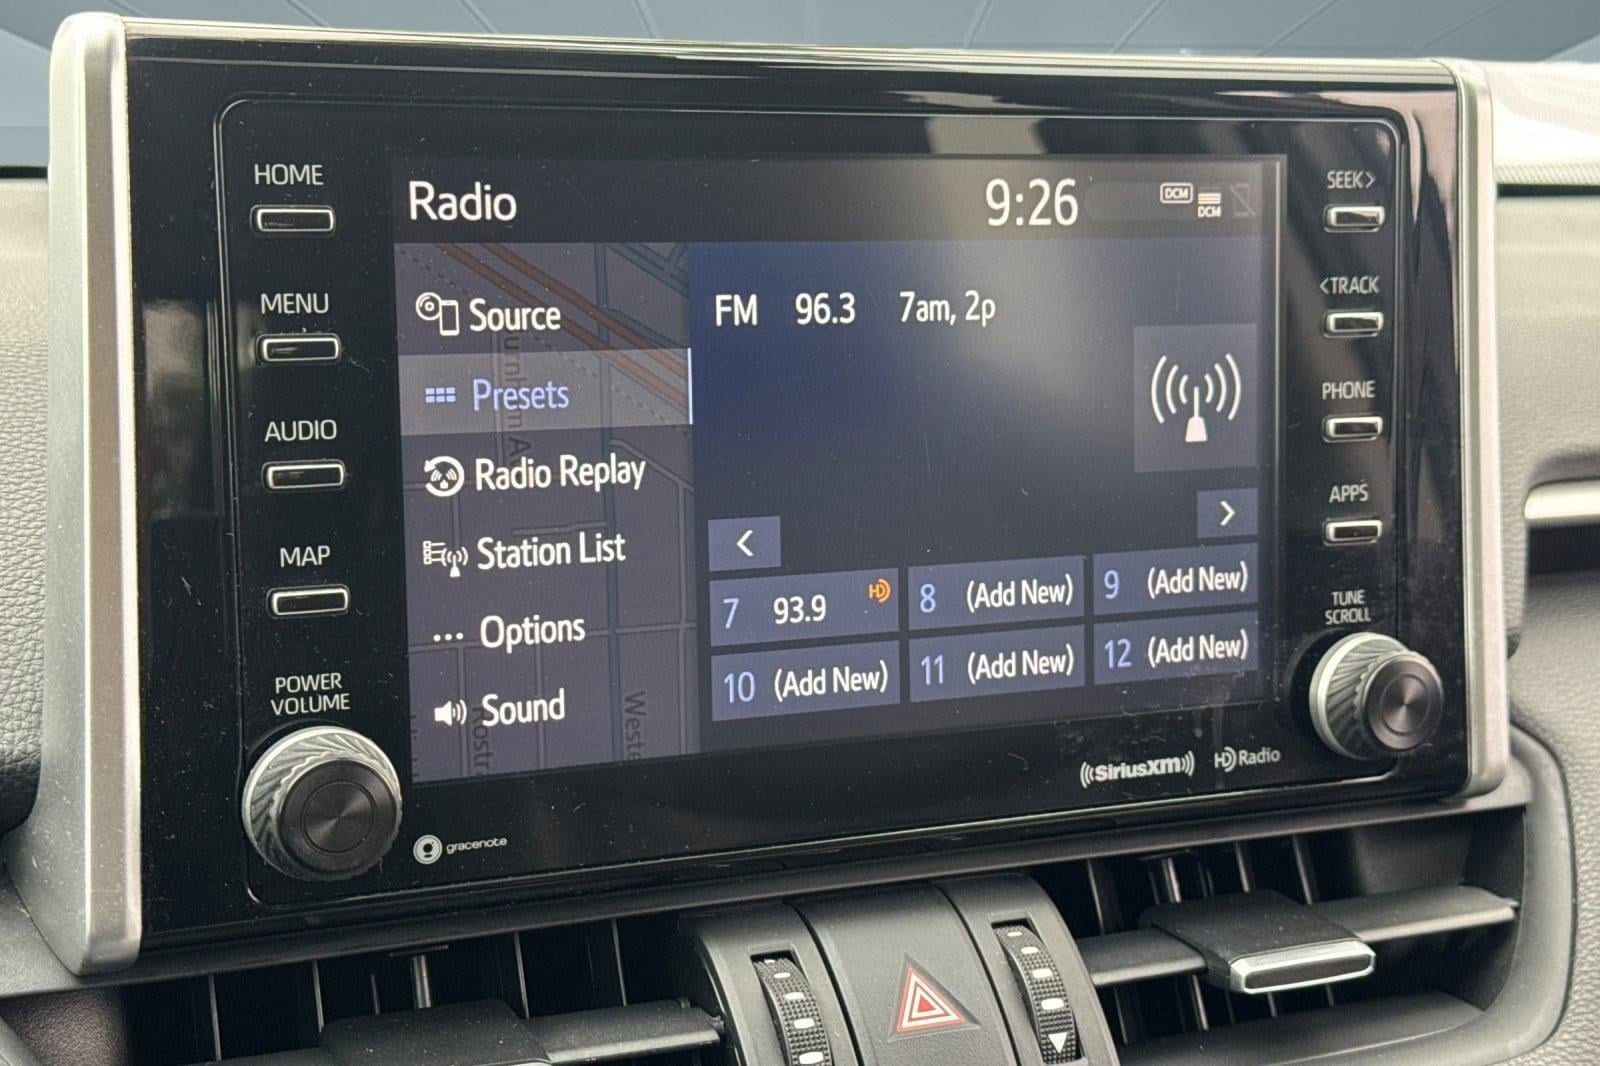 HOME
MENU
AUDIO
MAP
POWER
VOLUME
Radio
9:26
DCM
DCM
Source
Presets
Radio Replay
Station List
... Options
Sound
FM 96.3 7am, 2p
<
>
7 93.9 HD
8 (Add New)
9 (Add New)
10 (Add New)
11 (Add New)
12 (Add New)
SEEK>
<TRACK
PHONE
APPS
TUNE
SCROLL
((SiriusXM))
HD Radio
gracenote